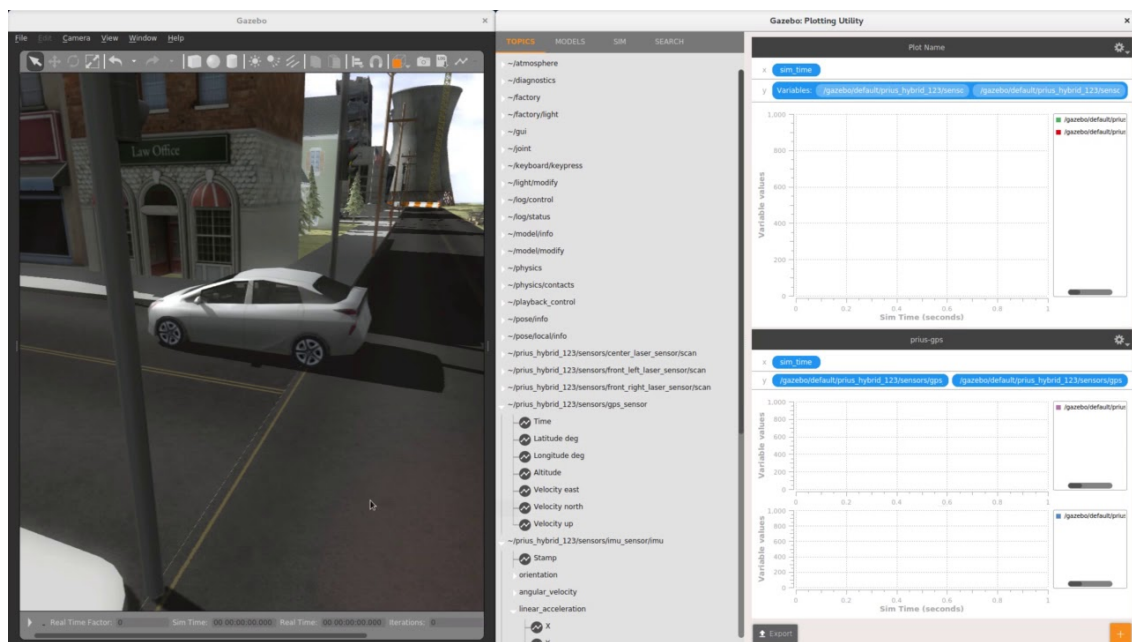 Gazebo
File Edit Camera View Window Help
Law Office
Real Time Factor: 0 Sim Time: 00 00:00:00.000 Real Time: 00 00:00:00.000 Iterations: 0
Gazebo: Plotting Utility
TOPICS MODELS SIM SEARCH
~/atmosphere
~/diagnostics
~/factory
~/factory/light
~/gui
~/joint
~/keyboard/keypress
~/light/modify
~/log/control
~/log/status
~/model/info
~/model/modify
~/physics
~/physics/contacts
~/playback_control
~/pose/info
~/pose/local/info
~/prius_hybrid_123/sensors/center_laser_sensor/scan
~/prius_hybrid_123/sensors/front_left_laser_sensor/scan
~/prius_hybrid_123/sensors/front_right_laser_sensor/scan
~/prius_hybrid_123/sensors/gps_sensor
Time
Latitude deg
Longitude deg
Altitude
Velocity east
Velocity north
Velocity up
~/prius_hybrid_123/sensors/imu_sensor/imu
Stamp
orientation
angular_velocity
linear_acceleration
X
Plot Name
x sim_time
y Variables: /gazebo/default/prius_hybrid_123/sensc /gazebo/default/prius_hybrid_123/sensc
1,000
800
600
400
200
0
Variable values
0 0.2 0.4 0.6 0.8 1
Sim Time (seconds)
/gazebo/default/prius
/gazebo/default/prius
prius-gps
x sim_time
y /gazebo/default/prius_hybrid_123/sensors/gps /gazebo/default/prius_hybrid_123/sensors/gps
1,000
800
600
400
200
0
Variable values
0 0.2 0.4 0.6 0.8 1
/gazebo/default/prius
1,000
800
600
400
200
0
Variable values
0 0.2 0.4 0.6 0.8 1
Sim Time (seconds)
/gazebo/default/prius
Export